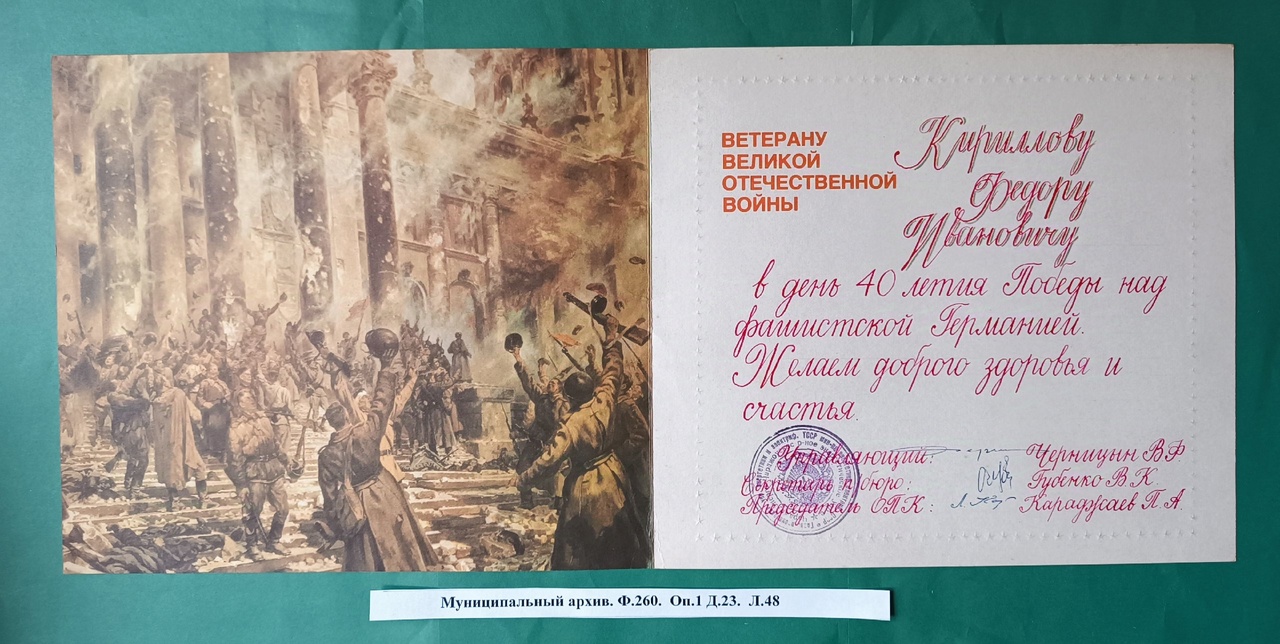 ВЕТЕРАНУ
ВЕЛИКОЙ
ОТЕЧЕСТВЕННОЙ
ВОЙНЫ
Кириллову
Федору
Ивановичу
в день 40 летия Победы над
фашистской Германией.
Желаем доброго здоровья и
счастья.
Управляющий: Черницын В.Ф.
Секретарь п бюро: Губенко В.К.
Председатель ОПК: Караджаев П.А.
Муниципальный архив. Ф.260. Оп.1 Д.23. Л.48